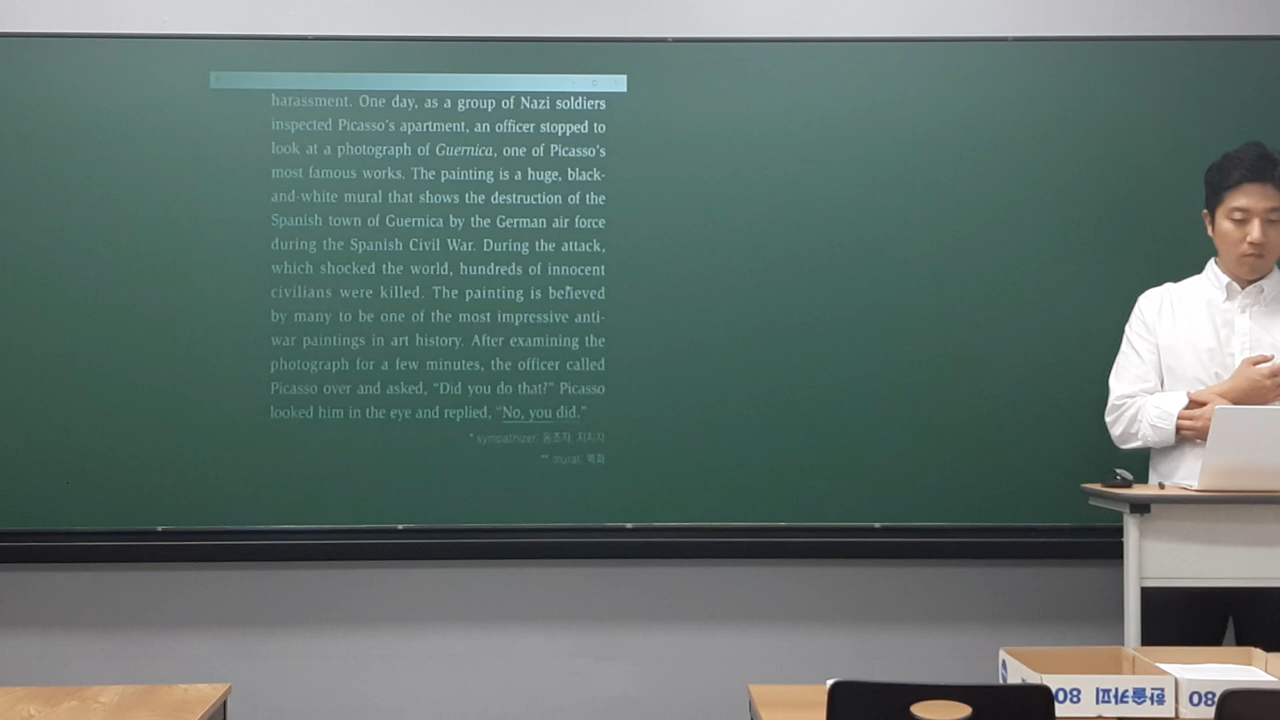 harassment. One day, as a group of Nazi soldiers
inspected Picasso's apartment, an officer stopped to
look at a photograph of Guernica, one of Picasso's
most famous works. The painting is a huge, black-
and-white mural that shows the destruction of the
Spanish town of Guernica by the German air force
during the Spanish Civil War. During the attack,
which shocked the world, hundreds of innocent
civilians were killed. The painting is believed
by many to be one of the most impressive anti-
war paintings in art history. After examining the
photograph for a few minutes, the officer called
Picasso over and asked, “Did you do that?” Picasso
looked him in the eye and replied, “No, you did.”
* sympathizer: 동조자, 지지자
** mural: 벽화
한솔카피 80
80